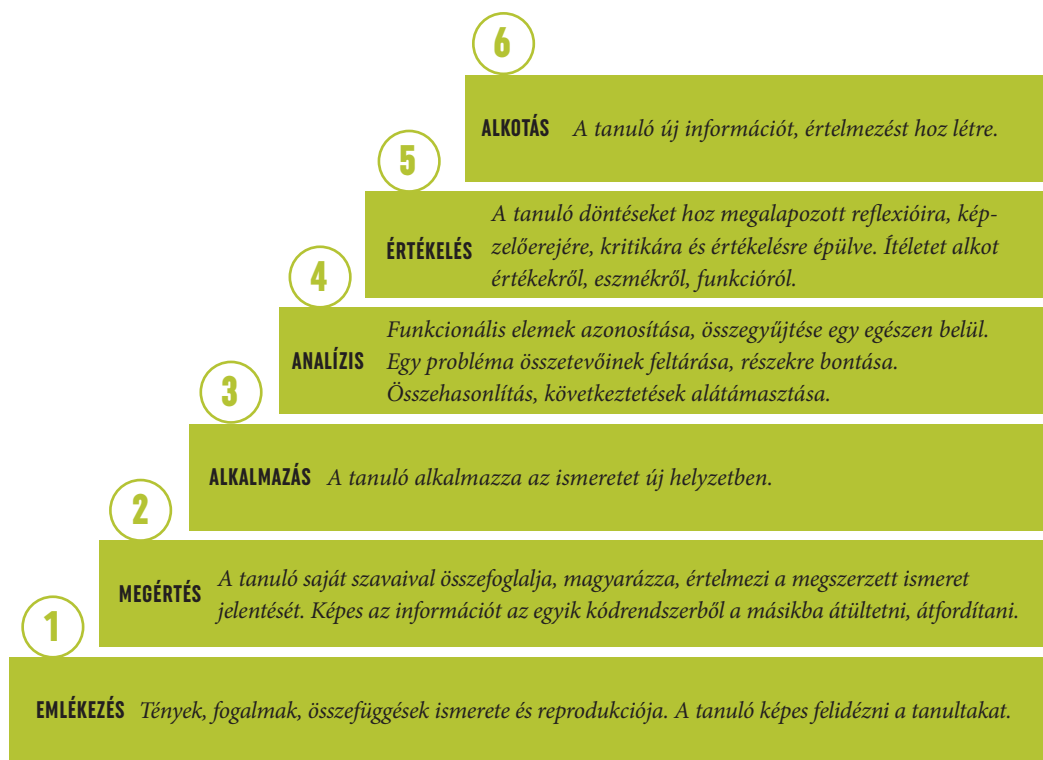 6
ALKOTÁS A tanuló új információt, értelmezést hoz létre.
5
A tanuló döntéseket hoz megalapozott reflexióira, kép-
ÉRTÉKELÉS zelőerejére, kritikára és értékelésre épülve. Ítéletet alkot
értékekről, eszmékről, funkcióról.
4
Funkcionális elemek azonosítása, összegyűjtése egy egészen belül.
ANALÍZIS Egy probléma összetevőinek feltárása, részekre bontása.
Összehasonlítás, következtetések alátámasztása.
3
ALKALMAZÁS A tanuló alkalmazza az ismeretet új helyzetben.
2
A tanuló saját szavaival összefoglalja, magyarázza, értelmezi a megszerzett ismeret
MEGÉRTÉS jelentését. Képes az információt az egyik kódrendszerből a másikba átültetni, átfordítani.
1
EMLÉKEZÉS Tények, fogalmak, összefüggések ismerete és reprodukciója. A tanuló képes felidézni a tanultakat.